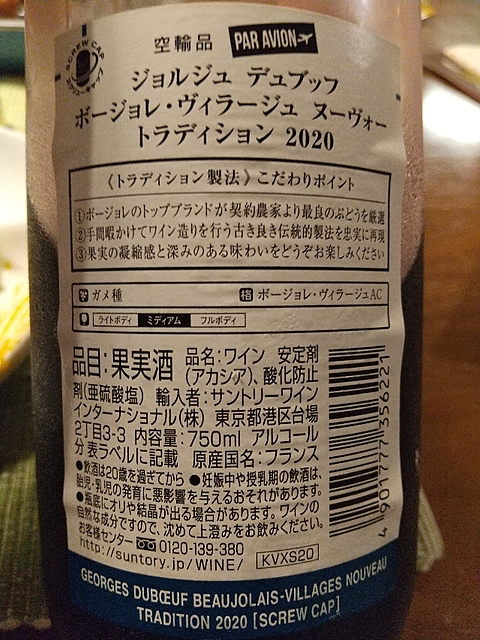 SCREW CAP
空輸品 PAR AVION
ジョルジュ デュブッフ
ボージョレ・ヴィラージュ ヌーヴォー
トラディション 2020
《トラディション製法》こだわりポイント
①ボージョレのトップブランドが契約農家より最良のぶどうを厳選
②手間暇かけてワイン造りを行う古き良き伝統的製法を忠実に再現
③果実の凝縮感と深みのある味わいをどうぞお楽しみください
ガメ種 格 ボージョレ・ヴィラージュAC
ライトボディ ミディアム フルボディ
品目:果実酒 品名:ワイン 安定剤
(アカシア)、酸化防止
剤(亜硫酸塩) 輸入者:サントリーワイン
インターナショナル(株) 東京都港区台場
2丁目3-3 内容量:750ml アルコール
分 表ラベルに記載 原産国名:フランス
●飲酒は20歳を過ぎてから ●妊娠中や授乳期の飲酒は、
胎児・乳児の発育に悪影響を与えるおそれがあります。
●瓶底にオリや結晶が出る場合があります。ワインの
自然な成分ですので、沈めて上澄みをお飲みください。
お客様センター 0120-139-380
http://suntory.jp/WINE/ KVXS20
4901777356221
GEORGES DUBŒUF BEAUJOLAIS-VILLAGES NOUVEAU
TRADITION 2020 [SCREW CAP]